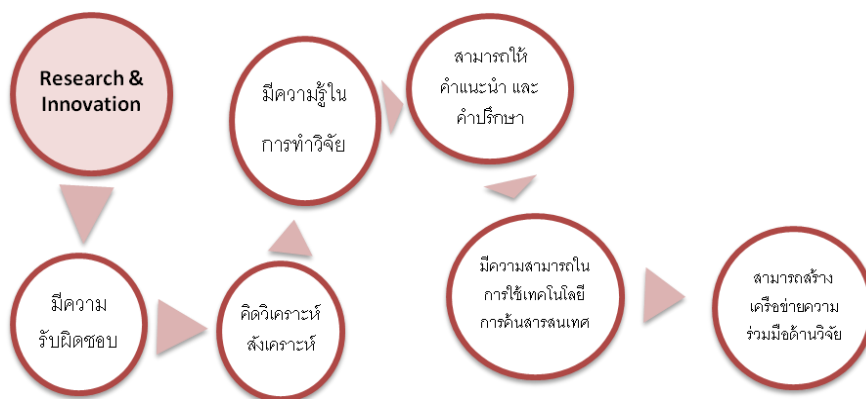 Research &
Innovation
มีความ
รับผิดชอบ
คิดวิเคราะห์
สังเคราะห์
มีความรู้ใน
การทำวิจัย
สามารถให้
คำแนะนำ และ
คำปรึกษา
มีความสามารถใน
การใช้เทคโนโลยี
การค้นสารสนเทศ
สามารถสร้าง
เครือข่ายความ
ร่วมมือด้านวิจัย